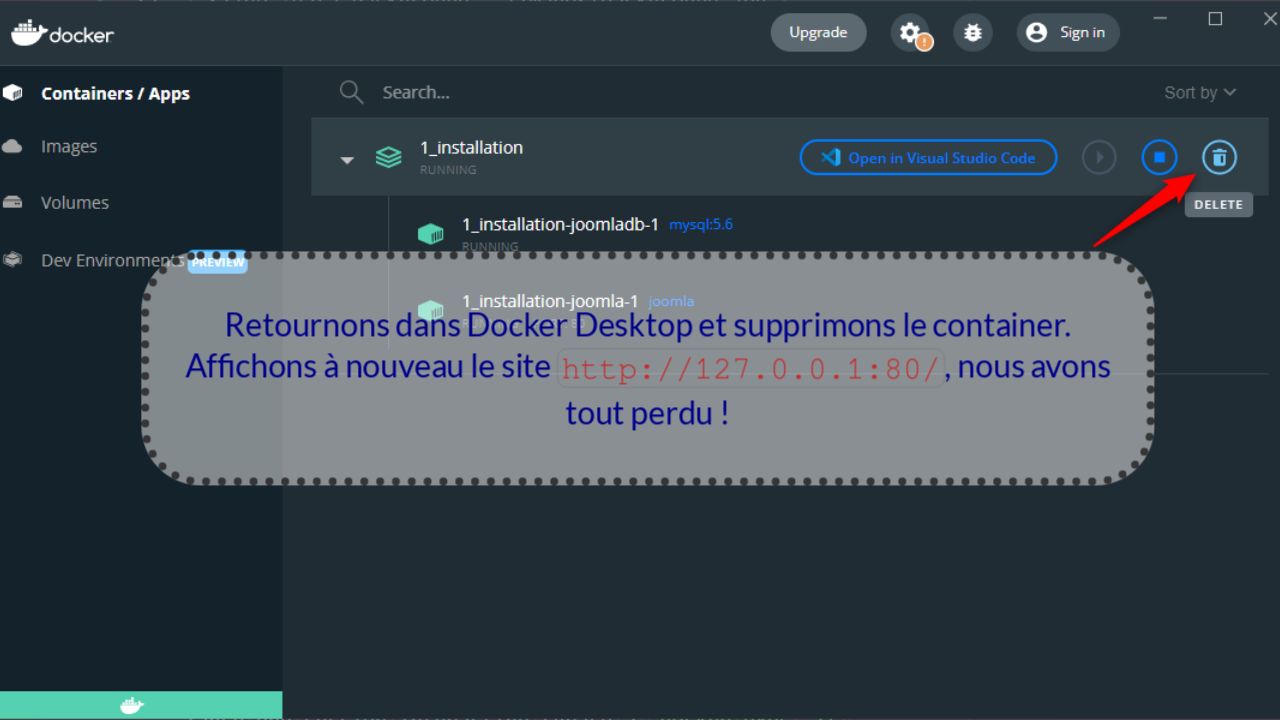 docker
Upgrade
Sign in
Containers / Apps
Search...
Sort by
Images
1_installation
RUNNING
Open in Visual Studio Code
Volumes
DELETE
1_installation-joomladb-1 mysql:5.6
RUNNING
Dev Environments PREVIEW
1_installation-joomla-1 joomla
Retournons dans Docker Desktop et supprimons le container.
Affichons à nouveau le site http://127.0.0.1:80/, nous avons
tout perdu !